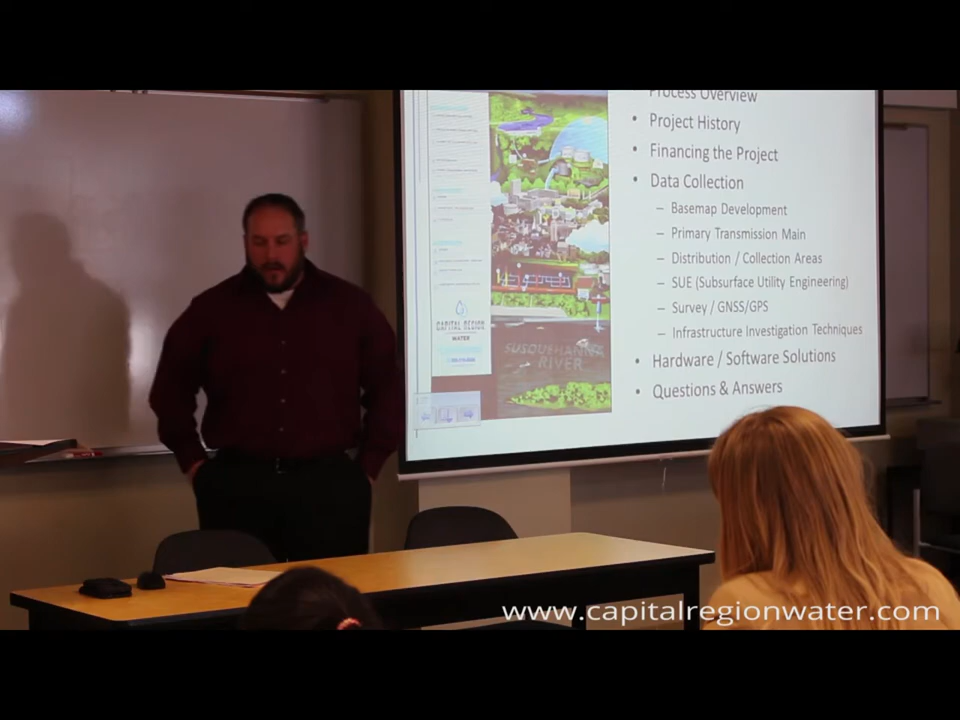 Process Overview
• Project History
• Financing the Project
• Data Collection
– Basemap Development
– Primary Transmission Main
– Distribution / Collection Areas
– SUE (Subsurface Utility Engineering)
– Survey / GNSS/GPS
– Infrastructure Investigation Techniques
• Hardware / Software Solutions
• Questions & Answers
CAPITAL REGION
WATER
SUSQUEHANNA
RIVER
www.capitalregionwater.com